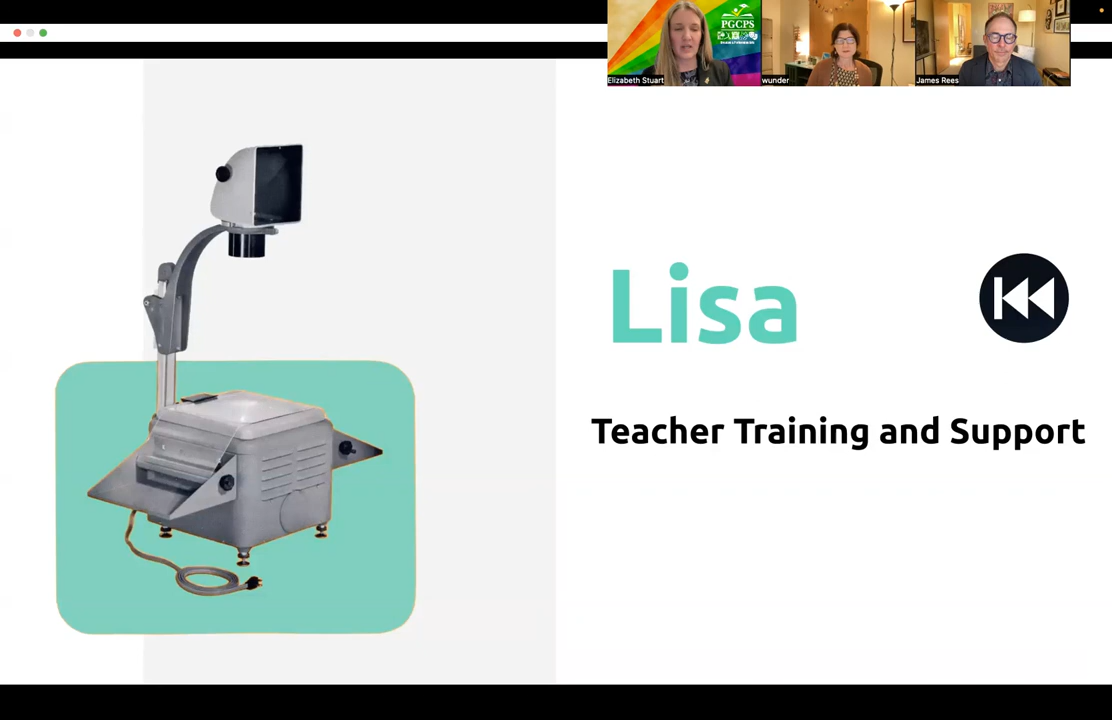 PGCPS
Elizabeth Stuart
wunder
James Rees
Lisa
Teacher Training and Support